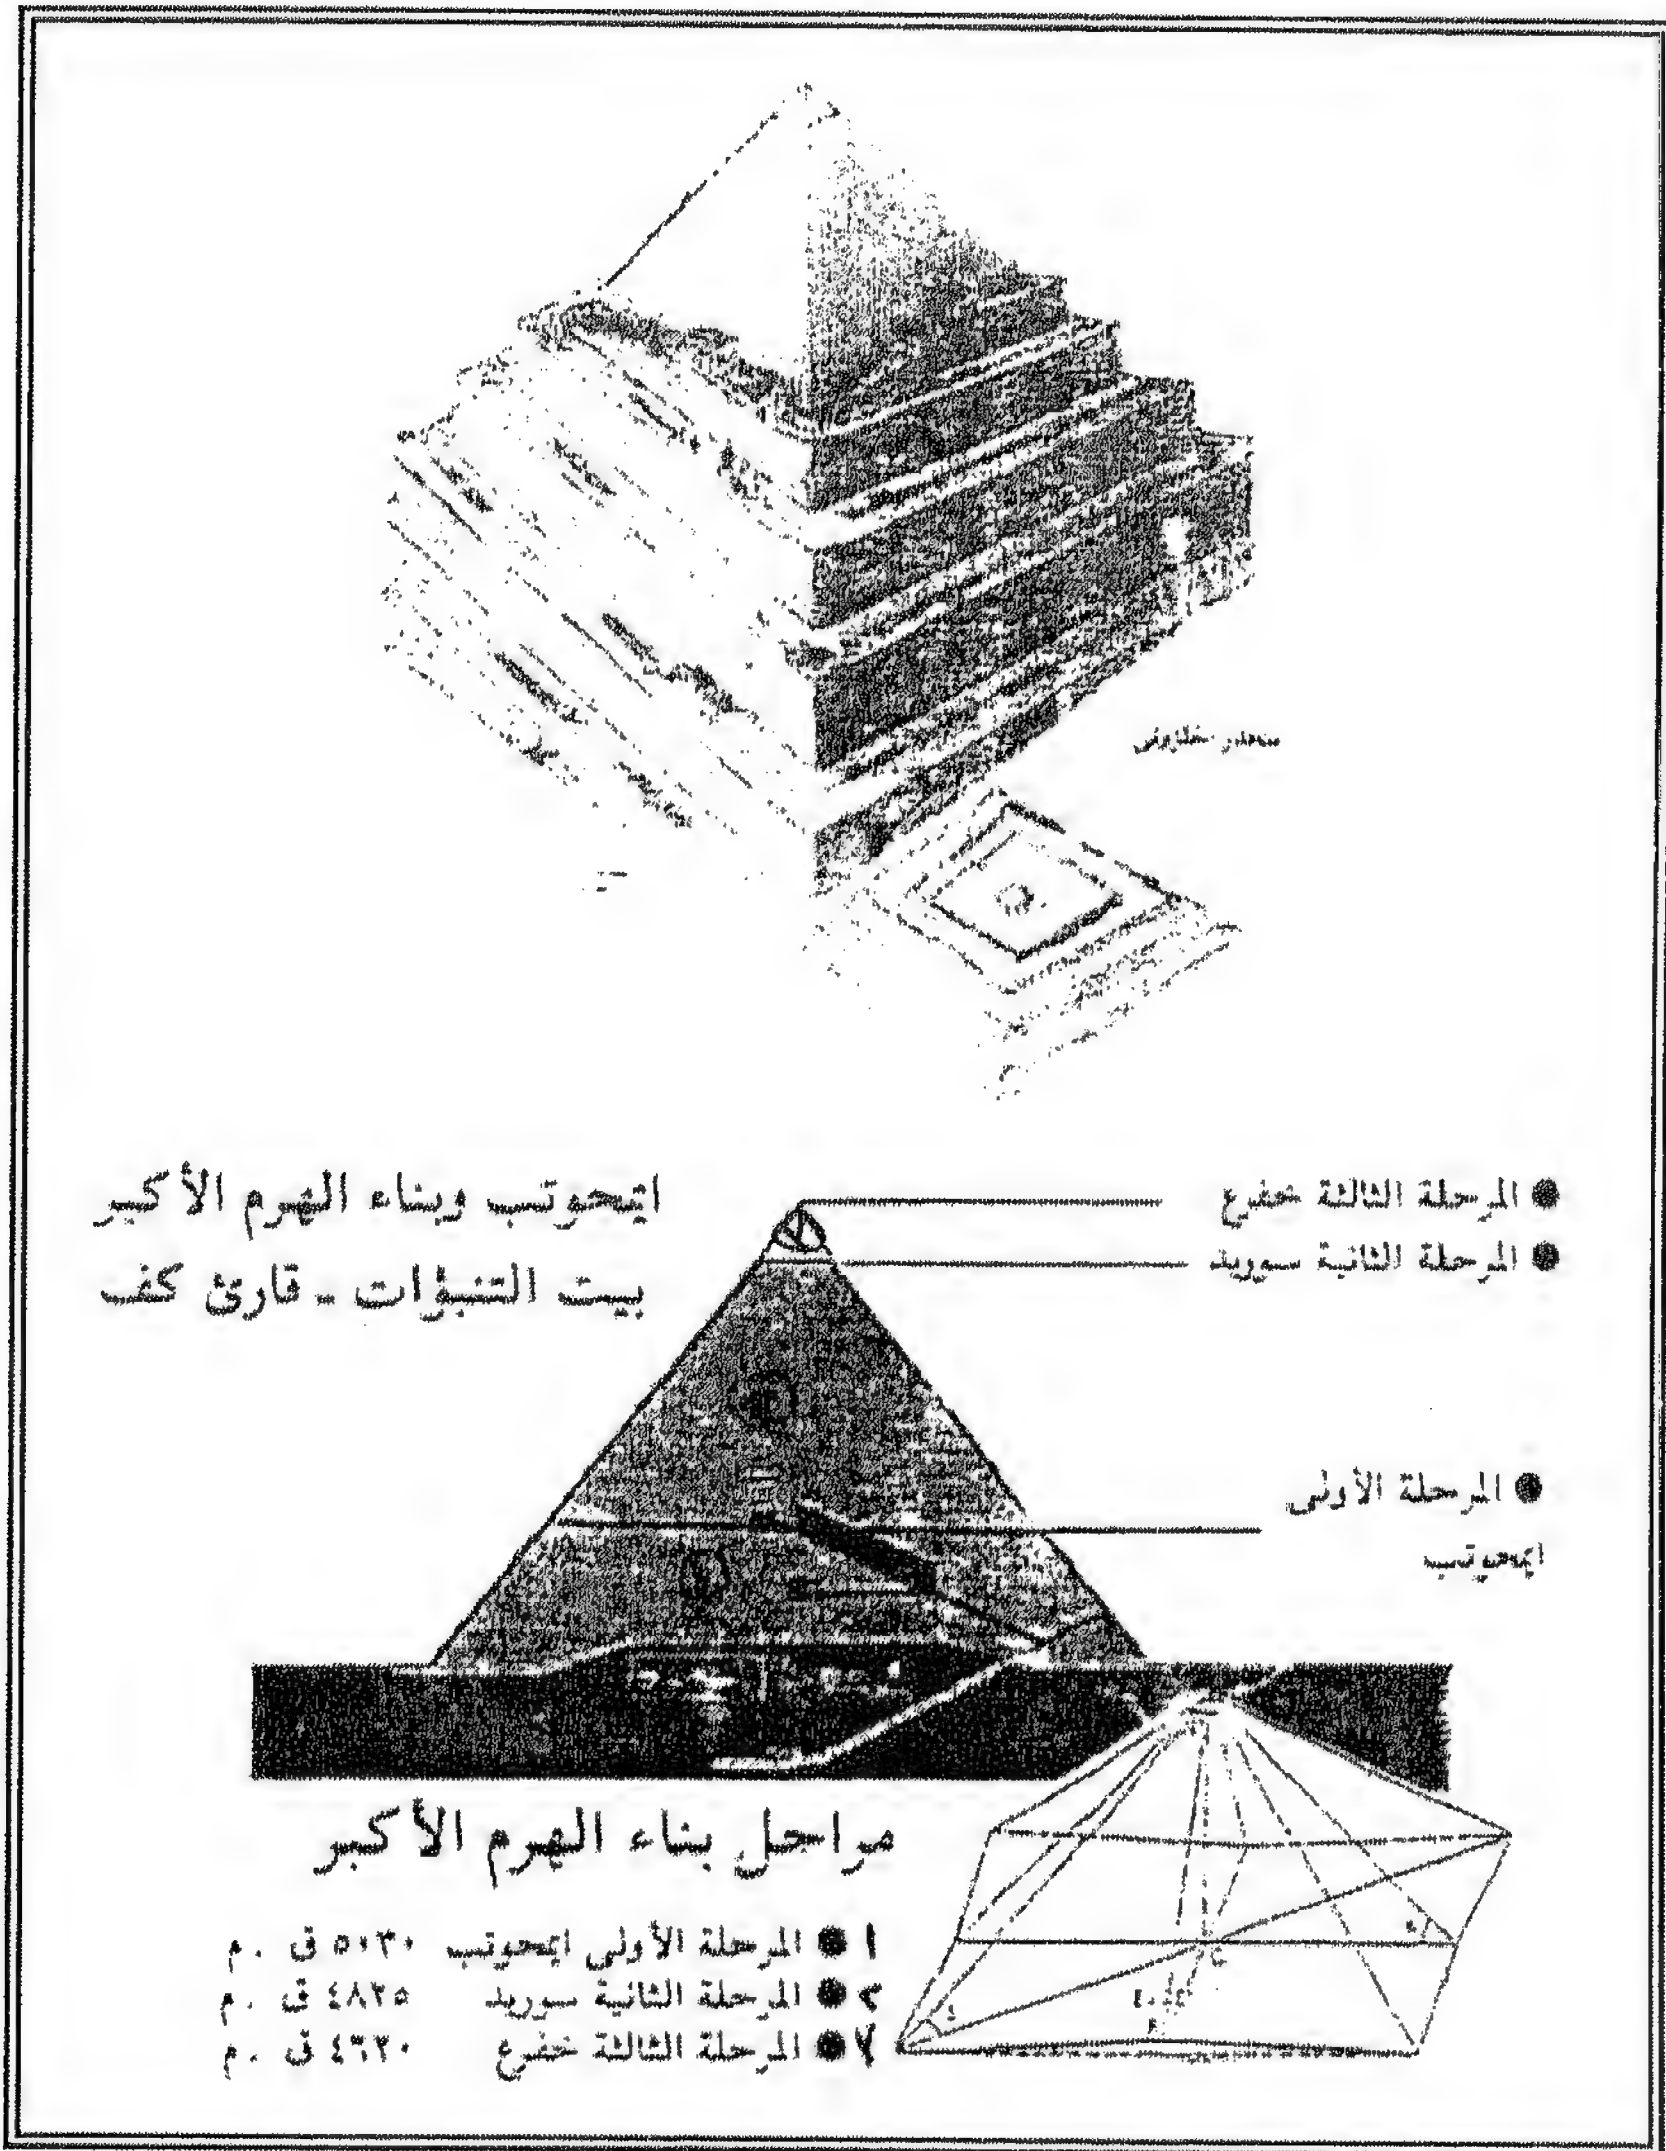 ايمحوتب وبناء الهرم الأكبر
بيت التنبؤات - قارئ كف
● المرحلة الثالثة خفرع
● المرحلة الثانية سوريد
● المرحلة الأولى
ايمحوتب
مراحل بناء الهرم الأكبر
١ ● المرحلة الأولى ايمحوتب ٥٠٣٠ ق . م
٢ ● المرحلة الثانية سوريد ٤٨٢٥ ق . م
٣ ● المرحلة الثالثة خفرع ٤٦٢٠ ق . م